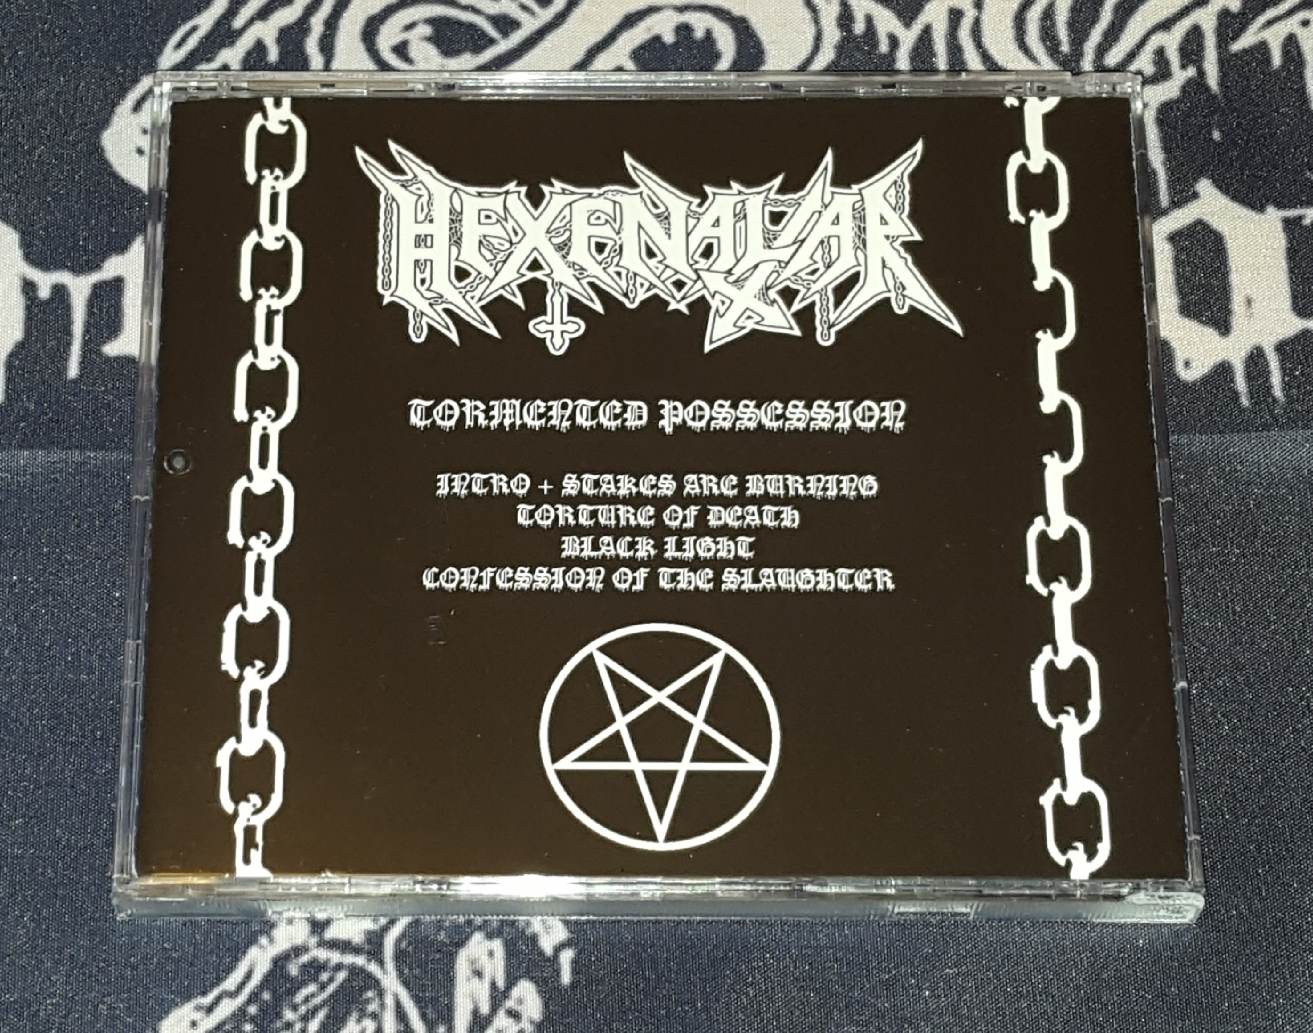 HEXENALTAR
TORMENTED POSSESSION
INTRO + STAKES ARE BURNING
TORTURE OF DEATH
BLACK LIGHT
CONFESSION OF THE SLAUGHTER